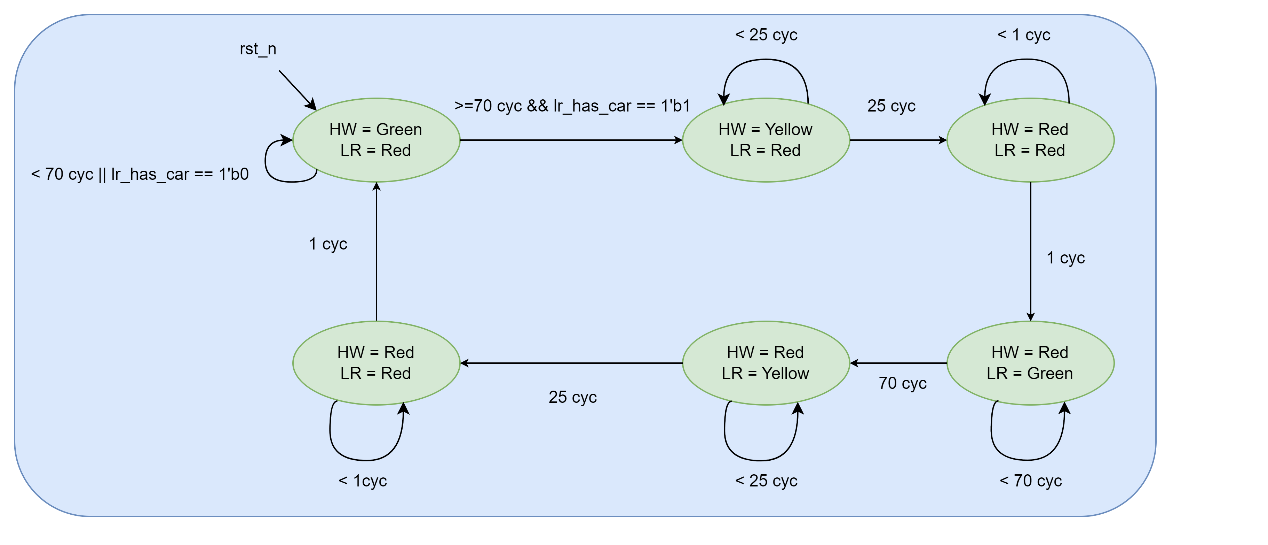 rst_n
< 25 cyc
< 1 cyc
>=70 cyc && lr_has_car == 1'b1
25 cyc
HW = Green
LR = Red
HW = Yellow
LR = Red
HW = Red
LR = Red
< 70 cyc || lr_has_car == 1'b0
1 cyc
1 cyc
HW = Red
LR = Red
HW = Red
LR = Yellow
HW = Red
LR = Green
25 cyc
70 cyc
< 1cyc
< 25 cyc
< 70 cyc